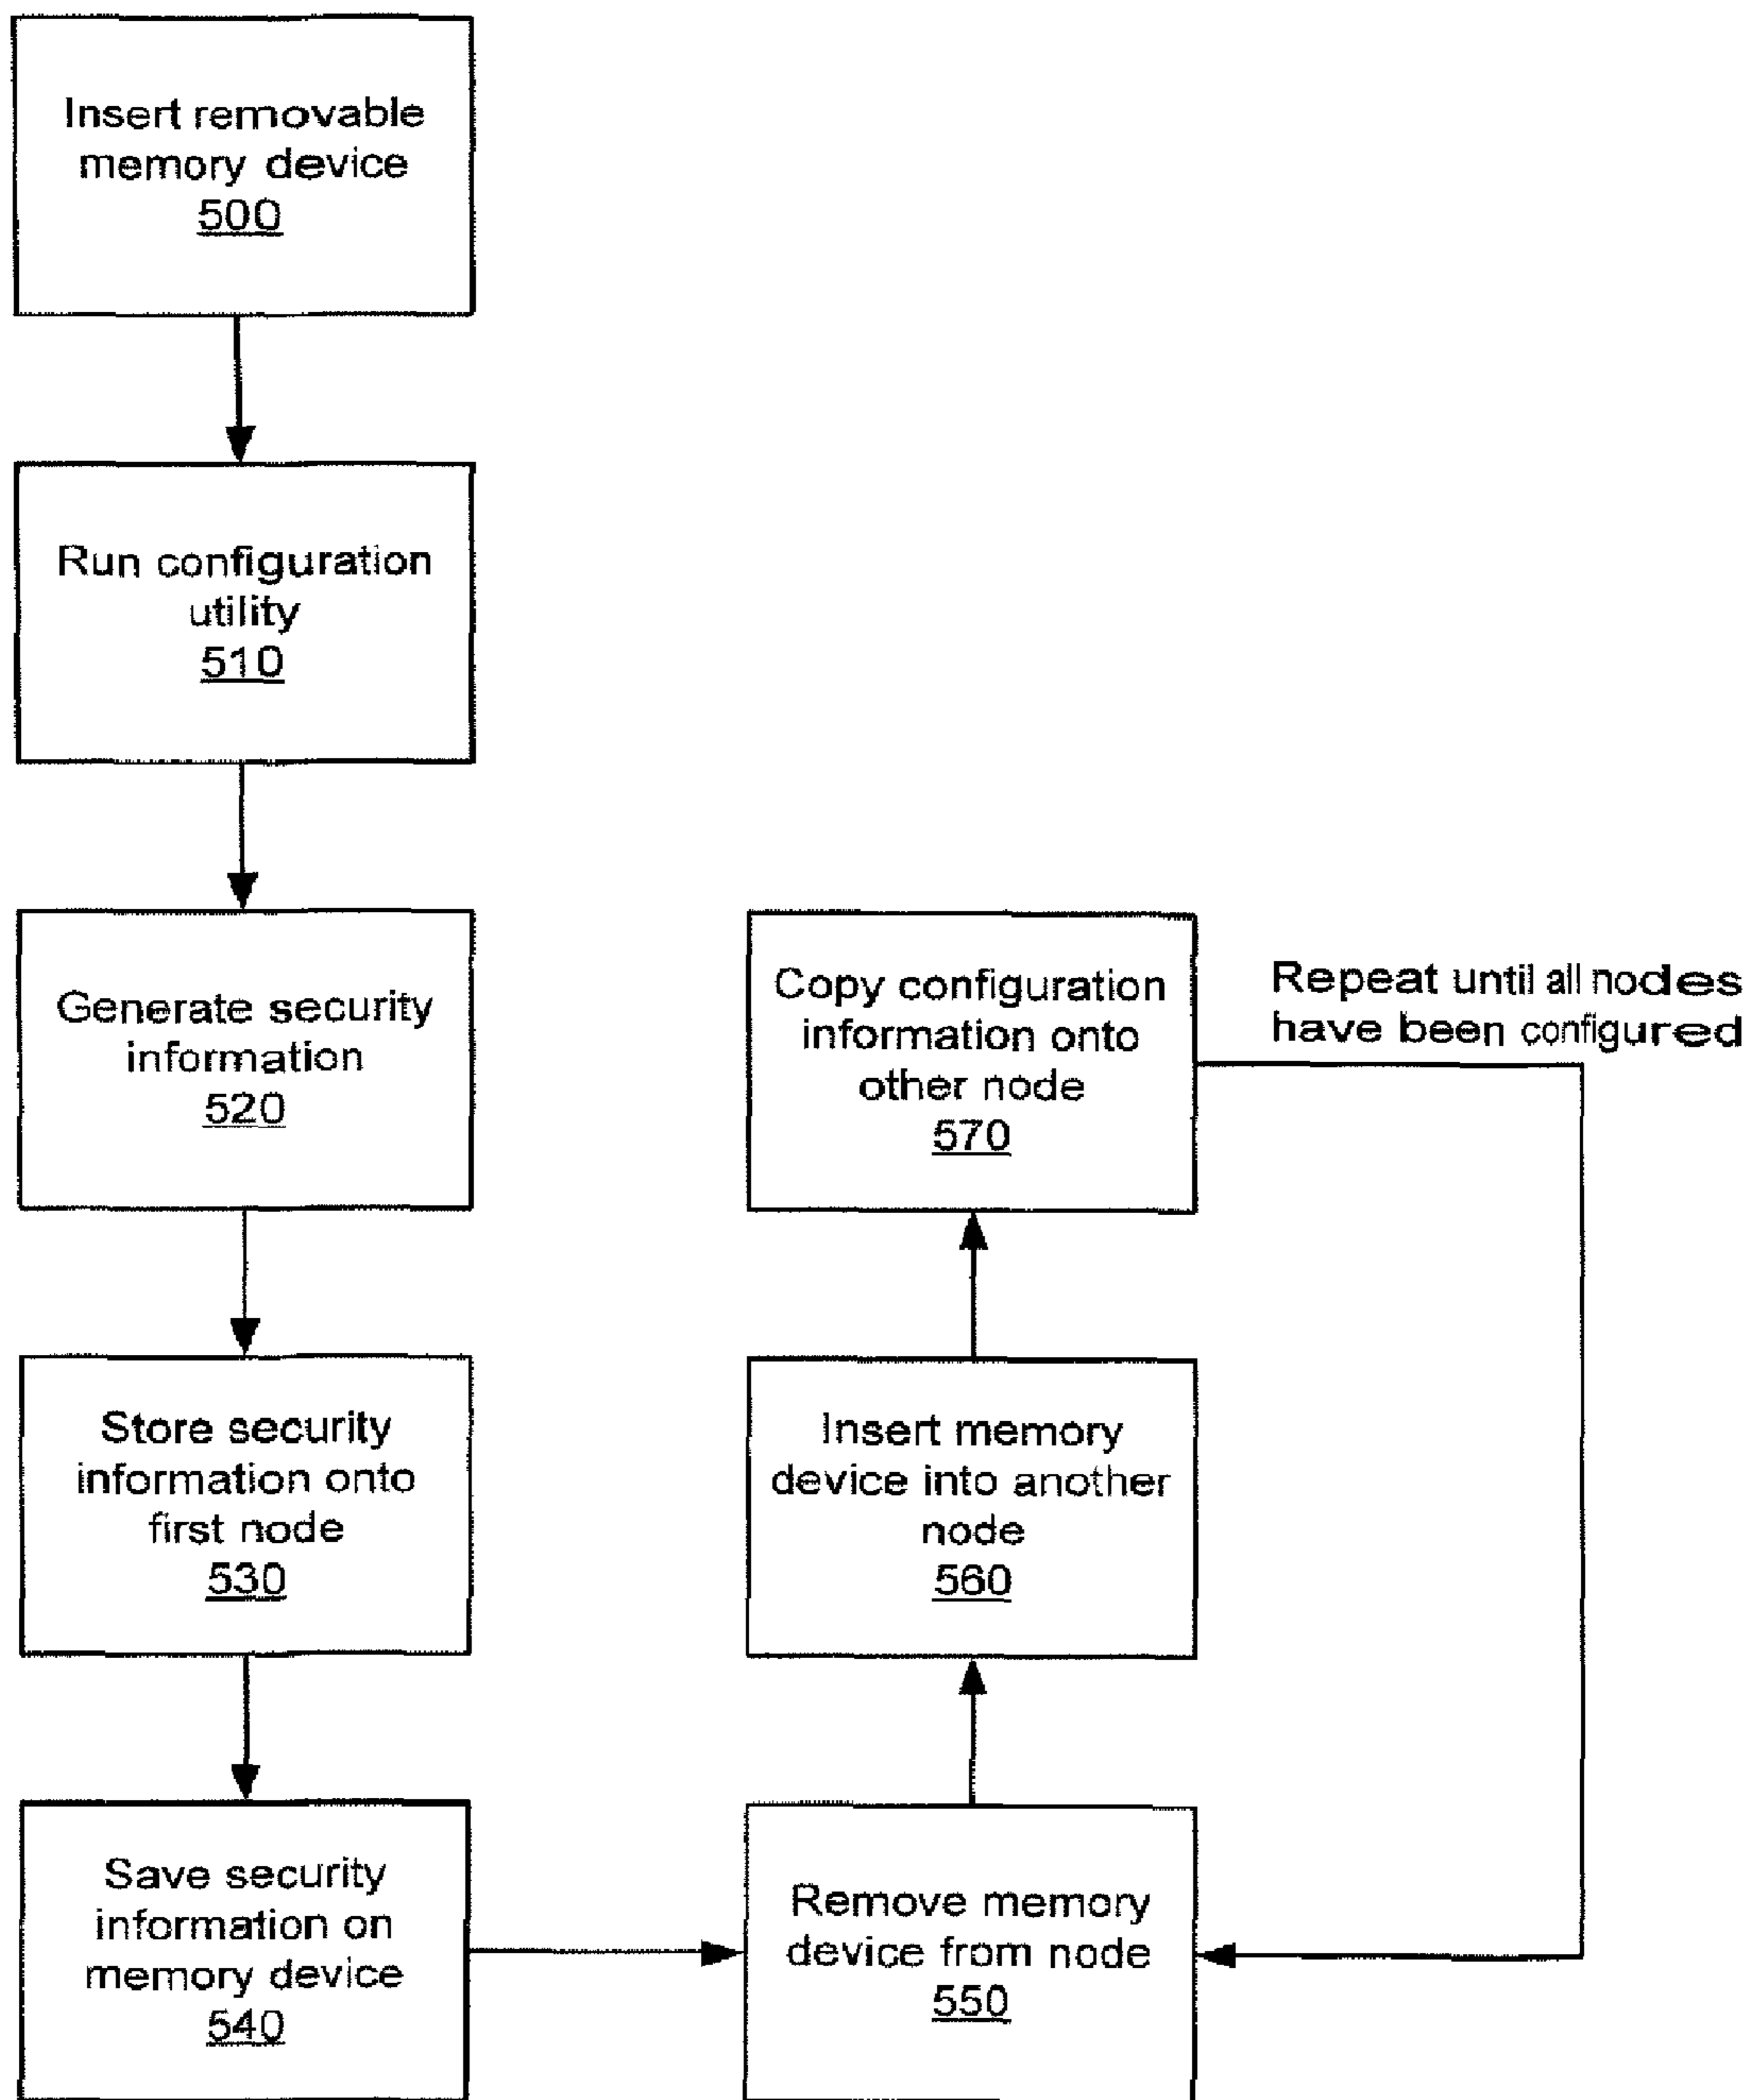 Insert removable
memory device
500
Run configuration
utility
510
Generate security
information
520
Store security
information onto
first node
530
Save security
information on
memory device
540
Remove memory
device from node
550
Insert memory
device into another
node
560
Copy configuration
information onto
other node
570
Repeat until all nodes
have been configured